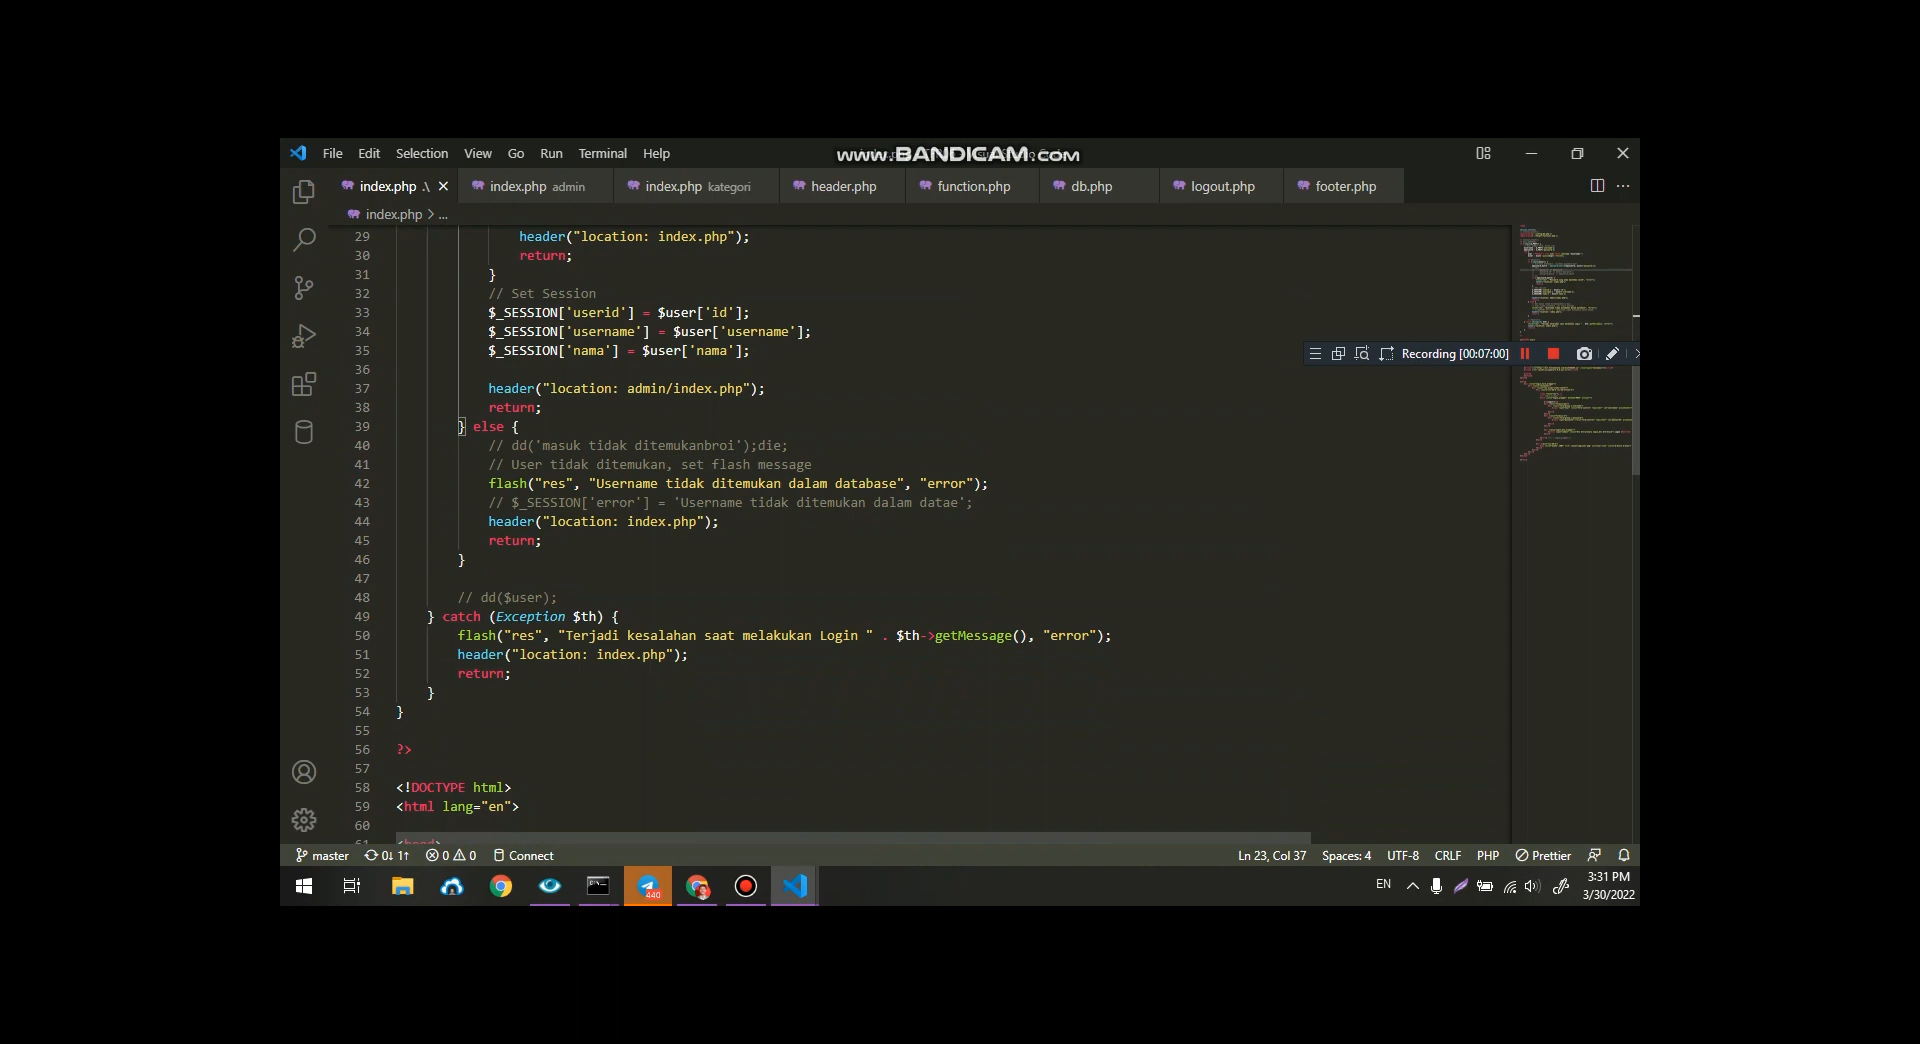 File Edit Selection View Go Run Terminal Help
www.BANDICAM.com
index.php .\ index.php admin index.php kategori header.php function.php db.php logout.php footer.php
index.php > ...
29 header("location: index.php");
30 return;
31 }
32 // Set Session
33 $_SESSION['userid'] = $user['id'];
34 $_SESSION['username'] = $user['username'];
35 $_SESSION['nama'] = $user['nama'];
36
37 header("location: admin/index.php");
38 return;
39 } else {
40 // dd('masuk tidak ditemukanbroi');die;
41 // User tidak ditemukan, set flash message
42 flash("res", "Username tidak ditemukan dalam database", "error");
43 // $_SESSION['error'] = 'Username tidak ditemukan dalam datae';
44 header("location: index.php");
45 return;
46 }
47
48 // dd($user);
49 } catch (Exception $th) {
50 flash("res", "Terjadi kesalahan saat melakukan Login " . $th->getMessage(), "error");
51 header("location: index.php");
52 return;
53 }
54 }
55
56 ?>
57
58 <!DOCTYPE html>
59 <html lang="en">
60
61 <head>
Recording [00:07:00]
master 0↓ 1↑ 0 0 Connect Ln 23, Col 37 Spaces: 4 UTF-8 CRLF PHP Prettier
440
EN 3:31 PM
3/30/2022